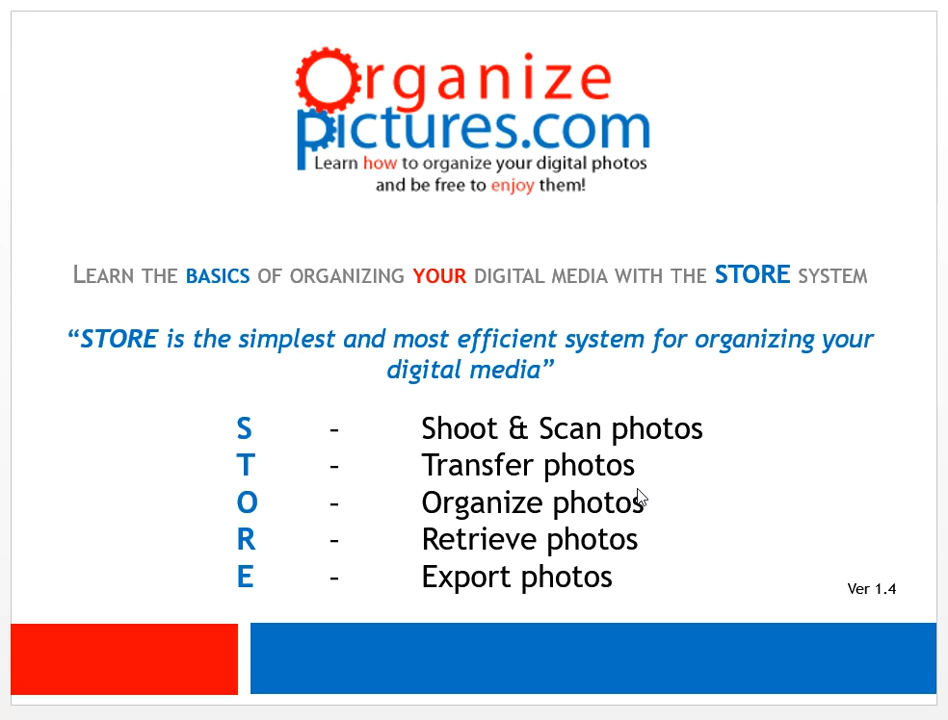 Organize
pictures.com
Learn how to organize your digital photos
and be free to enjoy them!
LEARN THE BASICS OF ORGANIZING YOUR DIGITAL MEDIA WITH THE STORE SYSTEM
“STORE is the simplest and most efficient system for organizing your
digital media”
S - Shoot & Scan photos
T - Transfer photos
O - Organize photos
R - Retrieve photos
E - Export photos
Ver 1.4